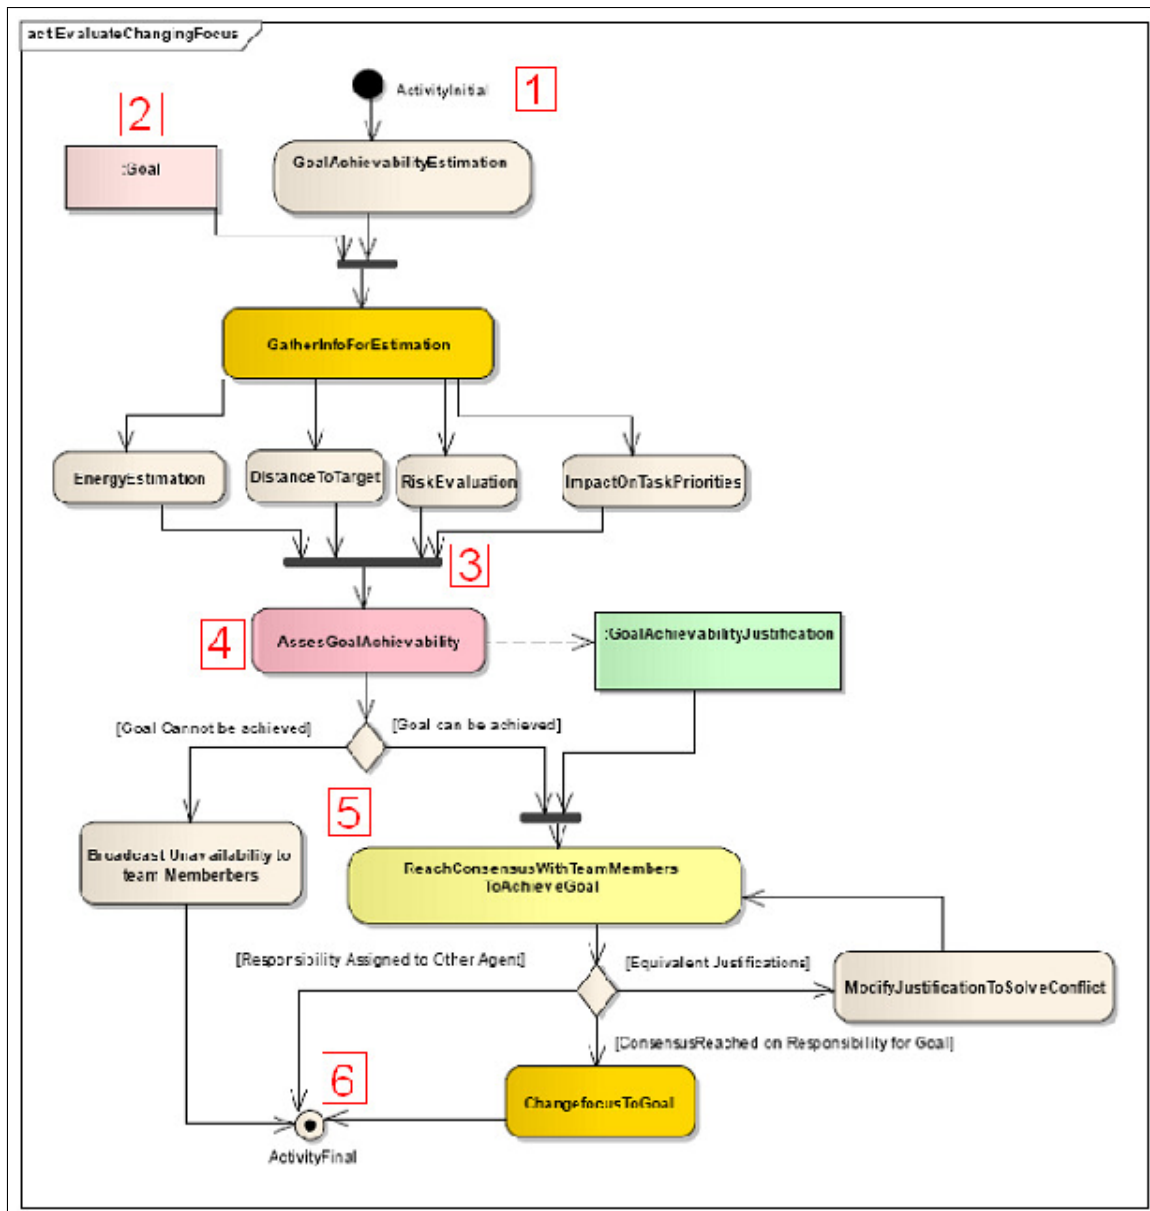 act EvaluateChangingFocus
ActivityInitial
1
2
:Goal
GoalAchievabilityEstimation
GatherInfoForEstimation
EnergyEstimation
DistanceToTarget
RiskEvaluation
ImpactOnTaskPriorities
3
4
AssesGoalAchievability
:GoalAchievabilityJustification
[Goal Cannot be achieved]
[Goal can be achieved]
5
Broadcast Unavailability to
team Memberbers
ReachConsensusWithTeamMembers
ToAchieveGoal
[Responsibility Assigned to Other Agent]
[Equivalent Justifications]
ModifyJustificationToSolveConflict
[ConsensusReached on Responsibility for Goal]
6
ChangefocusToGoal
ActivityFinal